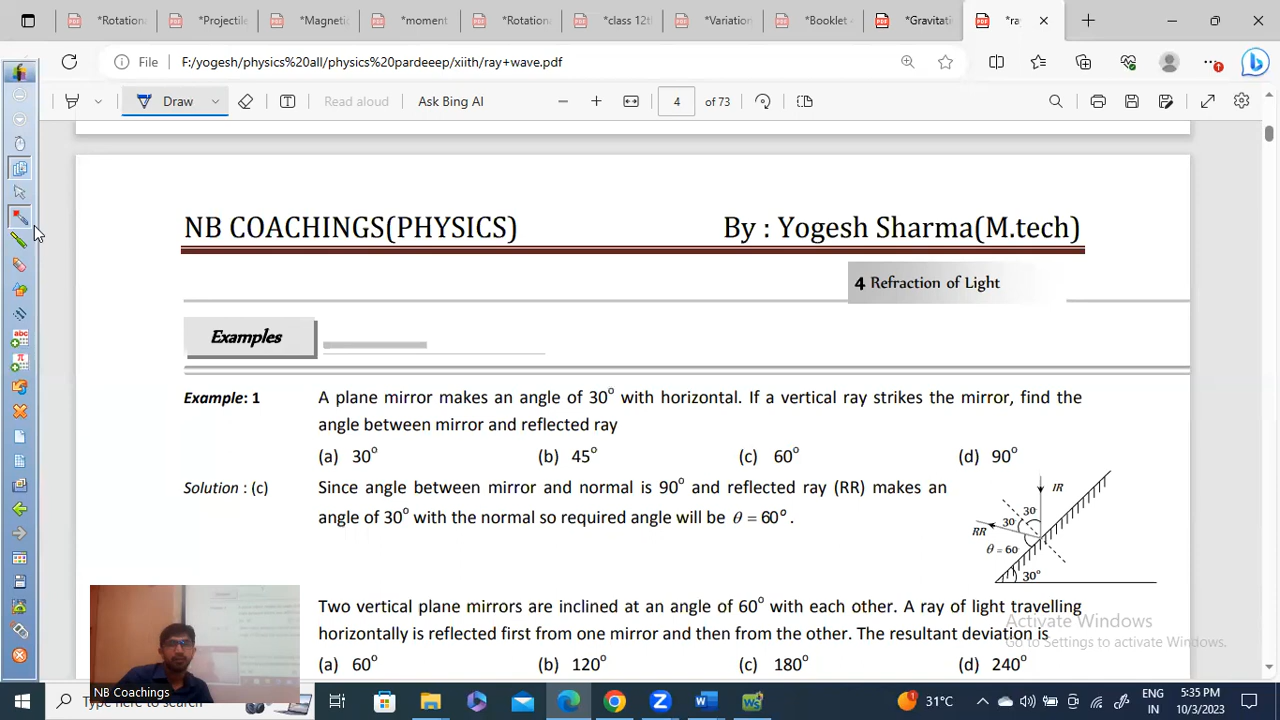 *Rotation
*Projectile
*Magnetic
*moment
*Rotation
*class 12th
*Variation
*Booklet
*Gravitati
*ray
File
F:/yogesh/physics%20all/physics%20pardeeep/xiith/ray+wave.pdf
Draw
Read aloud
Ask Bing AI
4
of 73
NB COACHINGS(PHYSICS)
By : Yogesh Sharma(M.tech)
4 Refraction of Light
Examples
Example: 1
A plane mirror makes an angle of 30° with horizontal. If a vertical ray strikes the mirror, find the
angle between mirror and reflected ray
(a) 30° (b) 45° (c) 60° (d) 90°
Solution : (c)
Since angle between mirror and normal is 90° and reflected ray (RR) makes an
angle of 30° with the normal so required angle will be θ = 60°.
IR
30
30
RR
θ = 60
30°
Two vertical plane mirrors are inclined at an angle of 60° with each other. A ray of light travelling
horizontally is reflected first from one mirror and then from the other. The resultant deviation is
(a) 60° (b) 120° (c) 180° (d) 240°
Activate Windows
Go to Settings to activate Windows.
NB Coachings
Type here to search
1
31°C
ENG
IN
5:35 PM
10/3/2023
abc
π